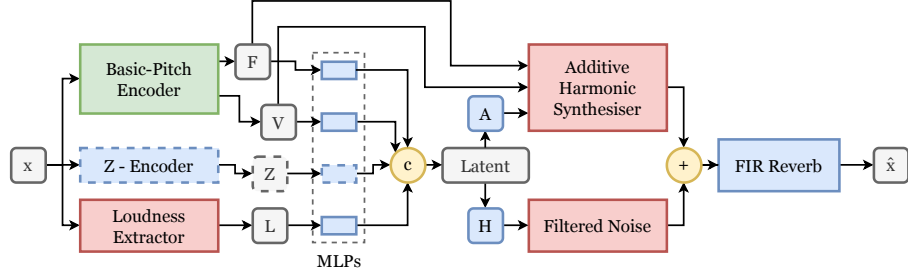 x
Basic-Pitch
Encoder
Z - Encoder
Loudness
Extractor
F
V
Z
L
MLPs
c
Latent
A
H
Additive
Harmonic
Synthesiser
Filtered Noise
+
FIR Reverb
x̂